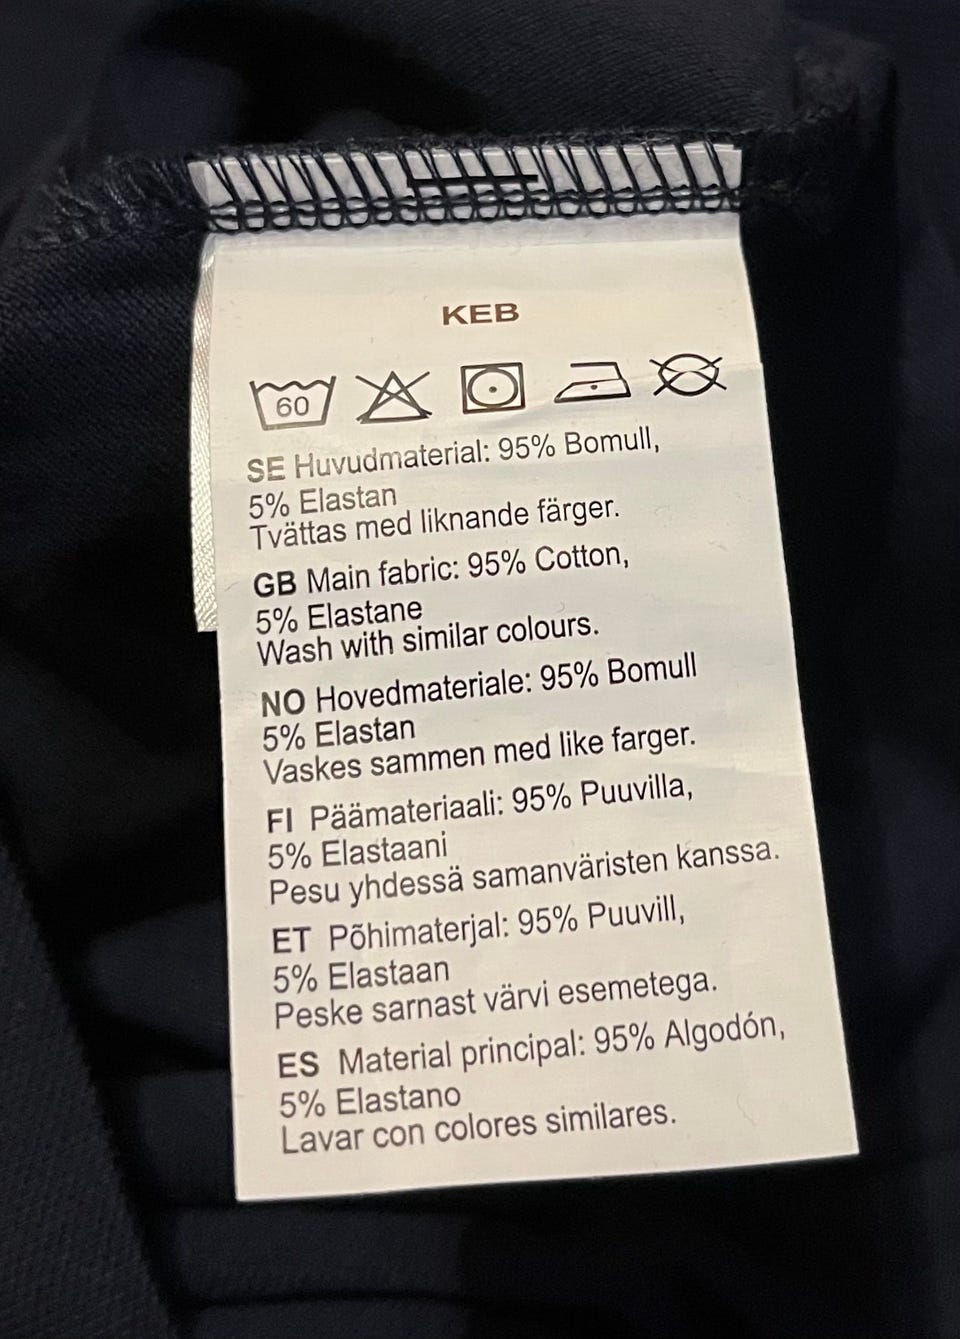 KEB
60
SE Huvudmaterial: 95% Bomull,
5% Elastan
Tvättas med liknande färger.
GB Main fabric: 95% Cotton,
5% Elastane
Wash with similar colours.
NO Hovedmateriale: 95% Bomull
5% Elastan
Vaskes sammen med like farger.
FI Päämateriaali: 95% Puuvilla,
5% Elastaani
Pesu yhdessä samanväristen kanssa.
ET Põhimaterjal: 95% Puuvill,
5% Elastaan
Peske sarnast värvi esemetega.
ES Material principal: 95% Algodón,
5% Elastano
Lavar con colores similares.